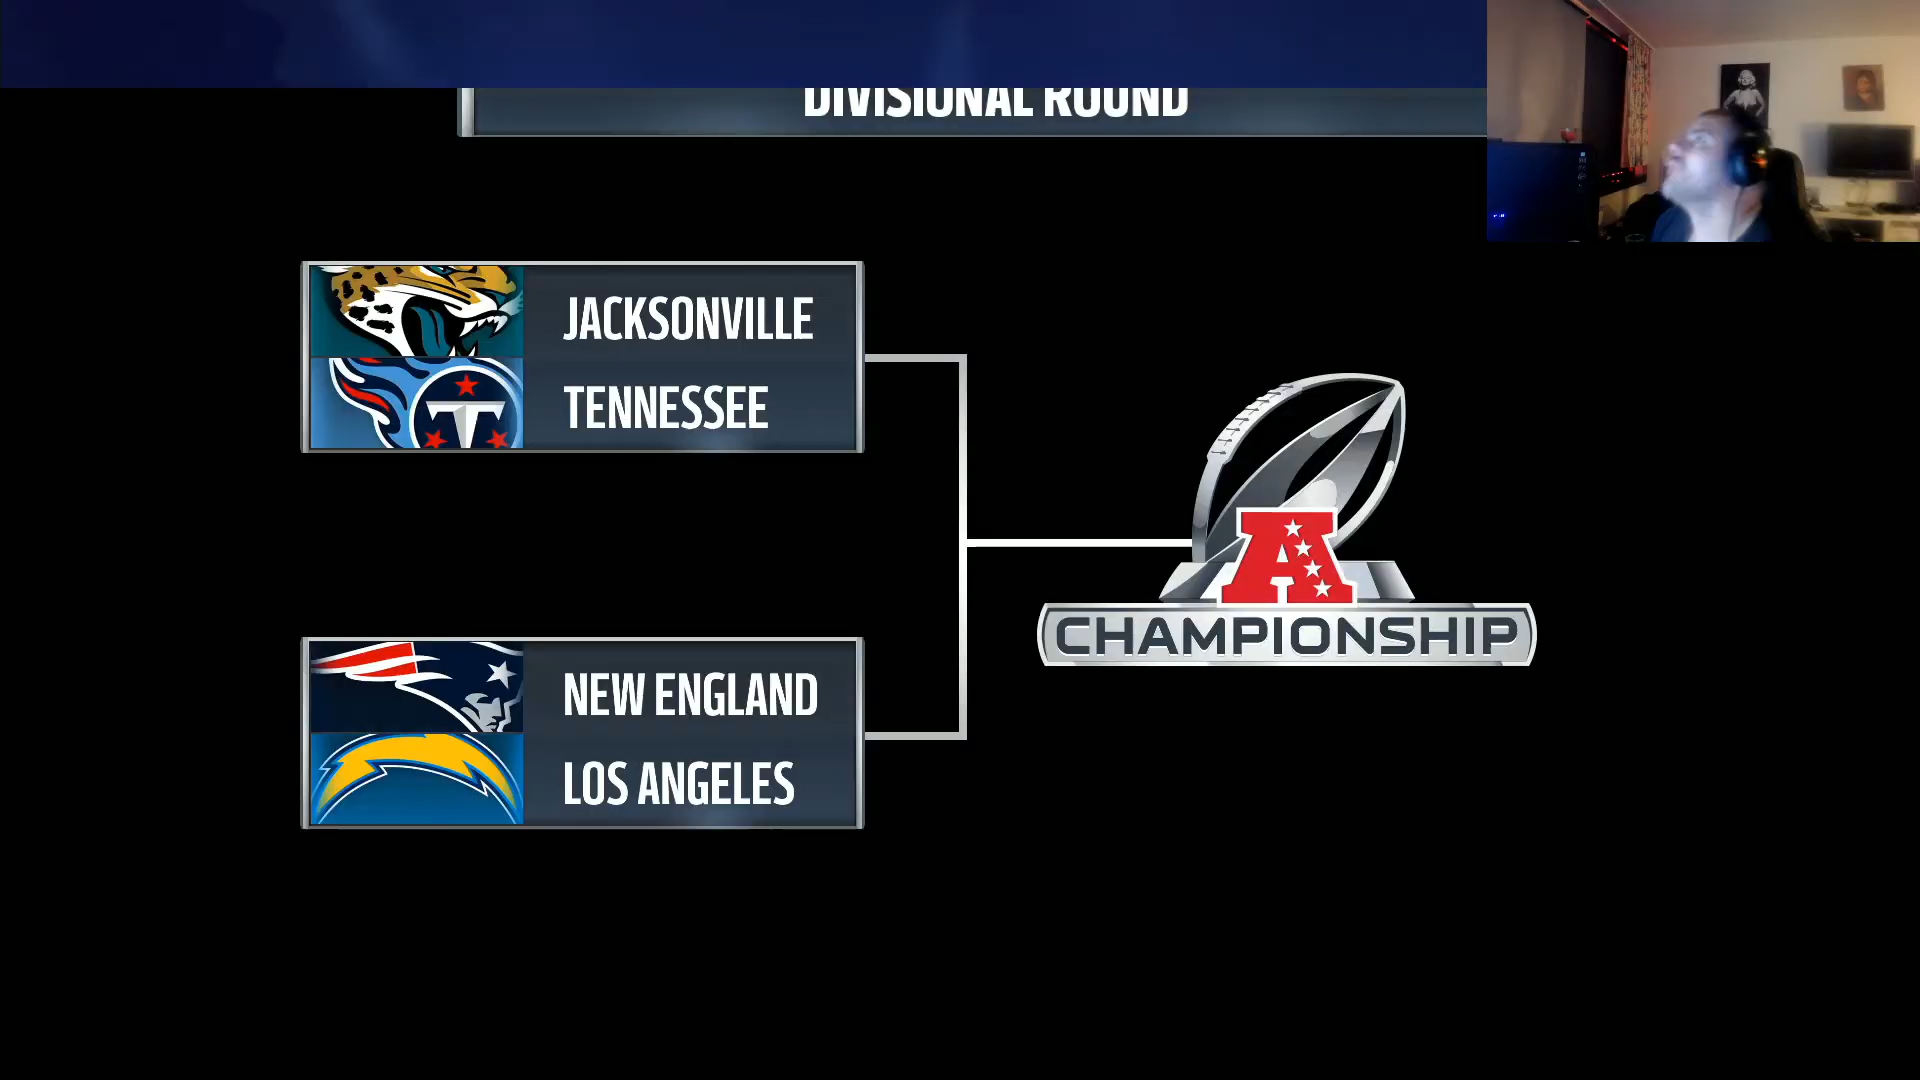 DIVISIONAL ROUND
JACKSONVILLE
T
TENNESSEE
NEW ENGLAND
LOS ANGELES
A
CHAMPIONSHIP